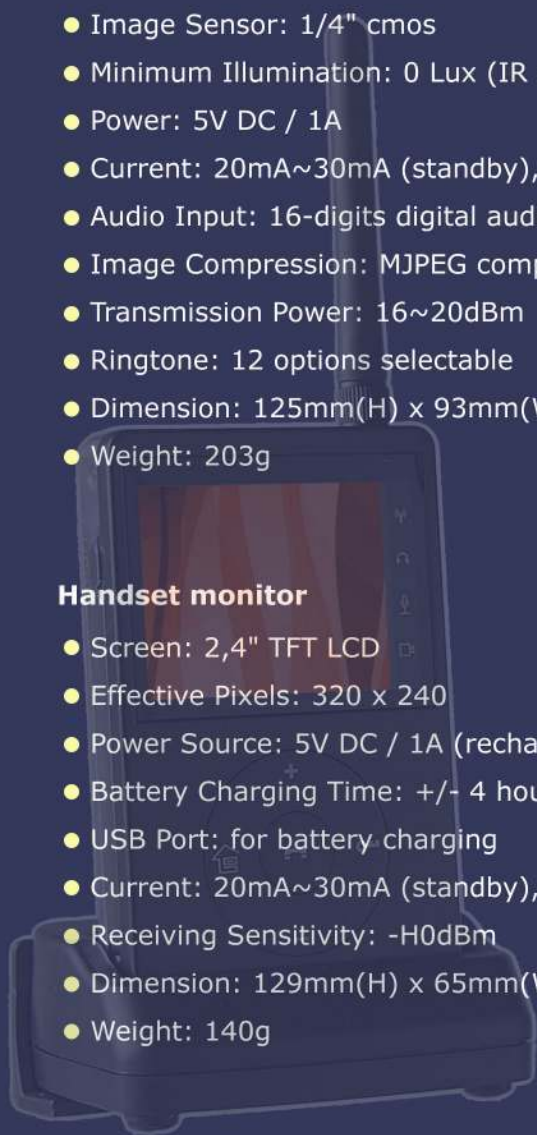 Image Sensor: 1/4" cmos
Minimum Illumination: 0 Lux (IR
Power: 5V DC / 1A
Current: 20mA~30mA (standby),
Audio Input: 16-digits digital aud
Image Compression: MJPEG comp
Transmission Power: 16~20dBm
Ringtone: 12 options selectable
Dimension: 125mm(H) x 93mm(W
Weight: 203g
Handset monitor
Screen: 2,4" TFT LCD
Effective Pixels: 320 x 240
Power Source: 5V DC / 1A (recha
Battery Charging Time: +/- 4 hou
USB Port: for battery charging
Current: 20mA~30mA (standby),
Receiving Sensitivity: -H0dBm
Dimension: 129mm(H) x 65mm(W
Weight: 140g